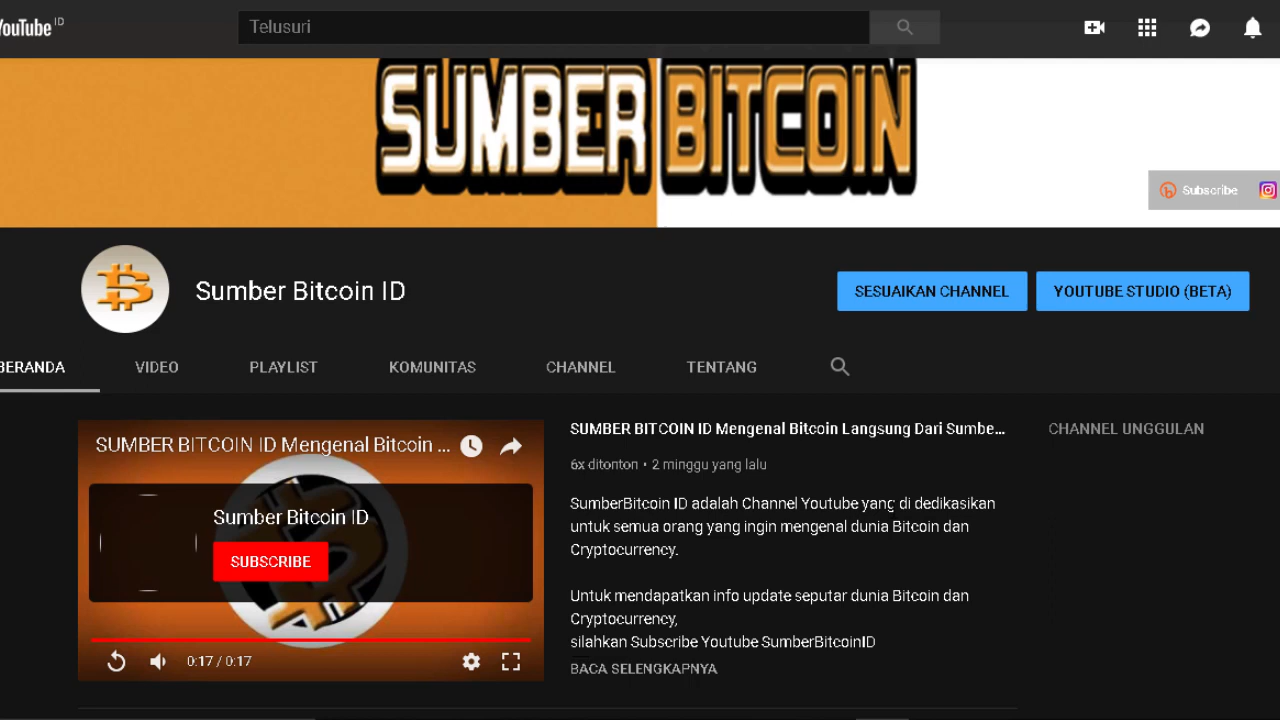 YouTube ID
Telusuri
SUMBER BITCOIN
Subscribe
Sumber Bitcoin ID
SESUAIKAN CHANNEL
YOUTUBE STUDIO (BETA)
BERANDA
VIDEO
PLAYLIST
KOMUNITAS
CHANNEL
TENTANG
SUMBER BITCOIN ID Mengenal Bitcoin ...
Sumber Bitcoin ID
SUBSCRIBE
0:17 / 0:17
SUMBER BITCOIN ID Mengenal Bitcoin Langsung Dari Sumbe...
6x ditonton • 2 minggu yang lalu
SumberBitcoin ID adalah Channel Youtube yang di dedikasikan
untuk semua orang yang ingin mengenal dunia Bitcoin dan
Cryptocurrency.
Untuk mendapatkan info update seputar dunia Bitcoin dan
Cryptocurrency,
silahkan Subscribe Youtube SumberBitcoinID
BACA SELENGKAPNYA
CHANNEL UNGGULAN